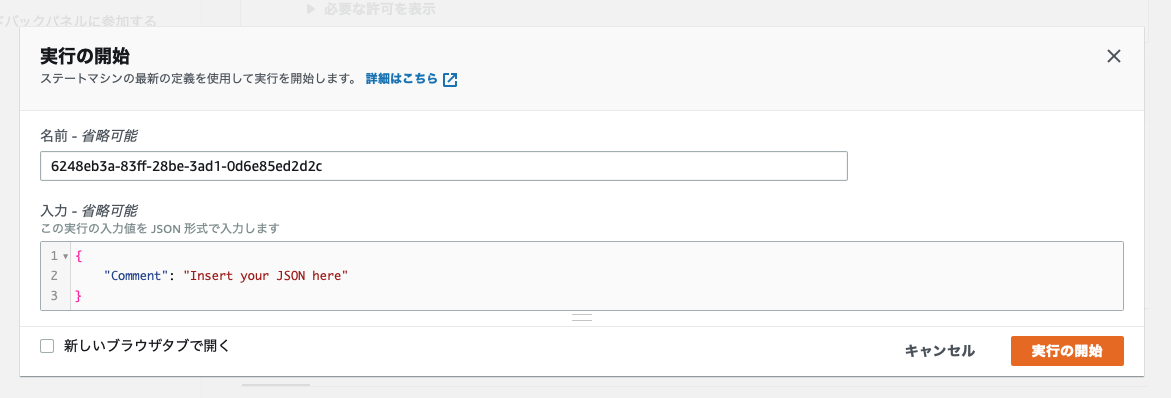 ドバックパネルに参加する
▶ 必要な許可を表示
実行の開始
ステートマシンの最新の定義を使用して実行を開始します。 詳細はこちら
名前 - 省略可能
6248eb3a-83ff-28be-3ad1-0d6e85ed2d2c
入力 - 省略可能
この実行の入力値を JSON 形式で入力します
1 {
2 "Comment": "Insert your JSON here"
3 }
新しいブラウザタブで開く
キャンセル
実行の開始